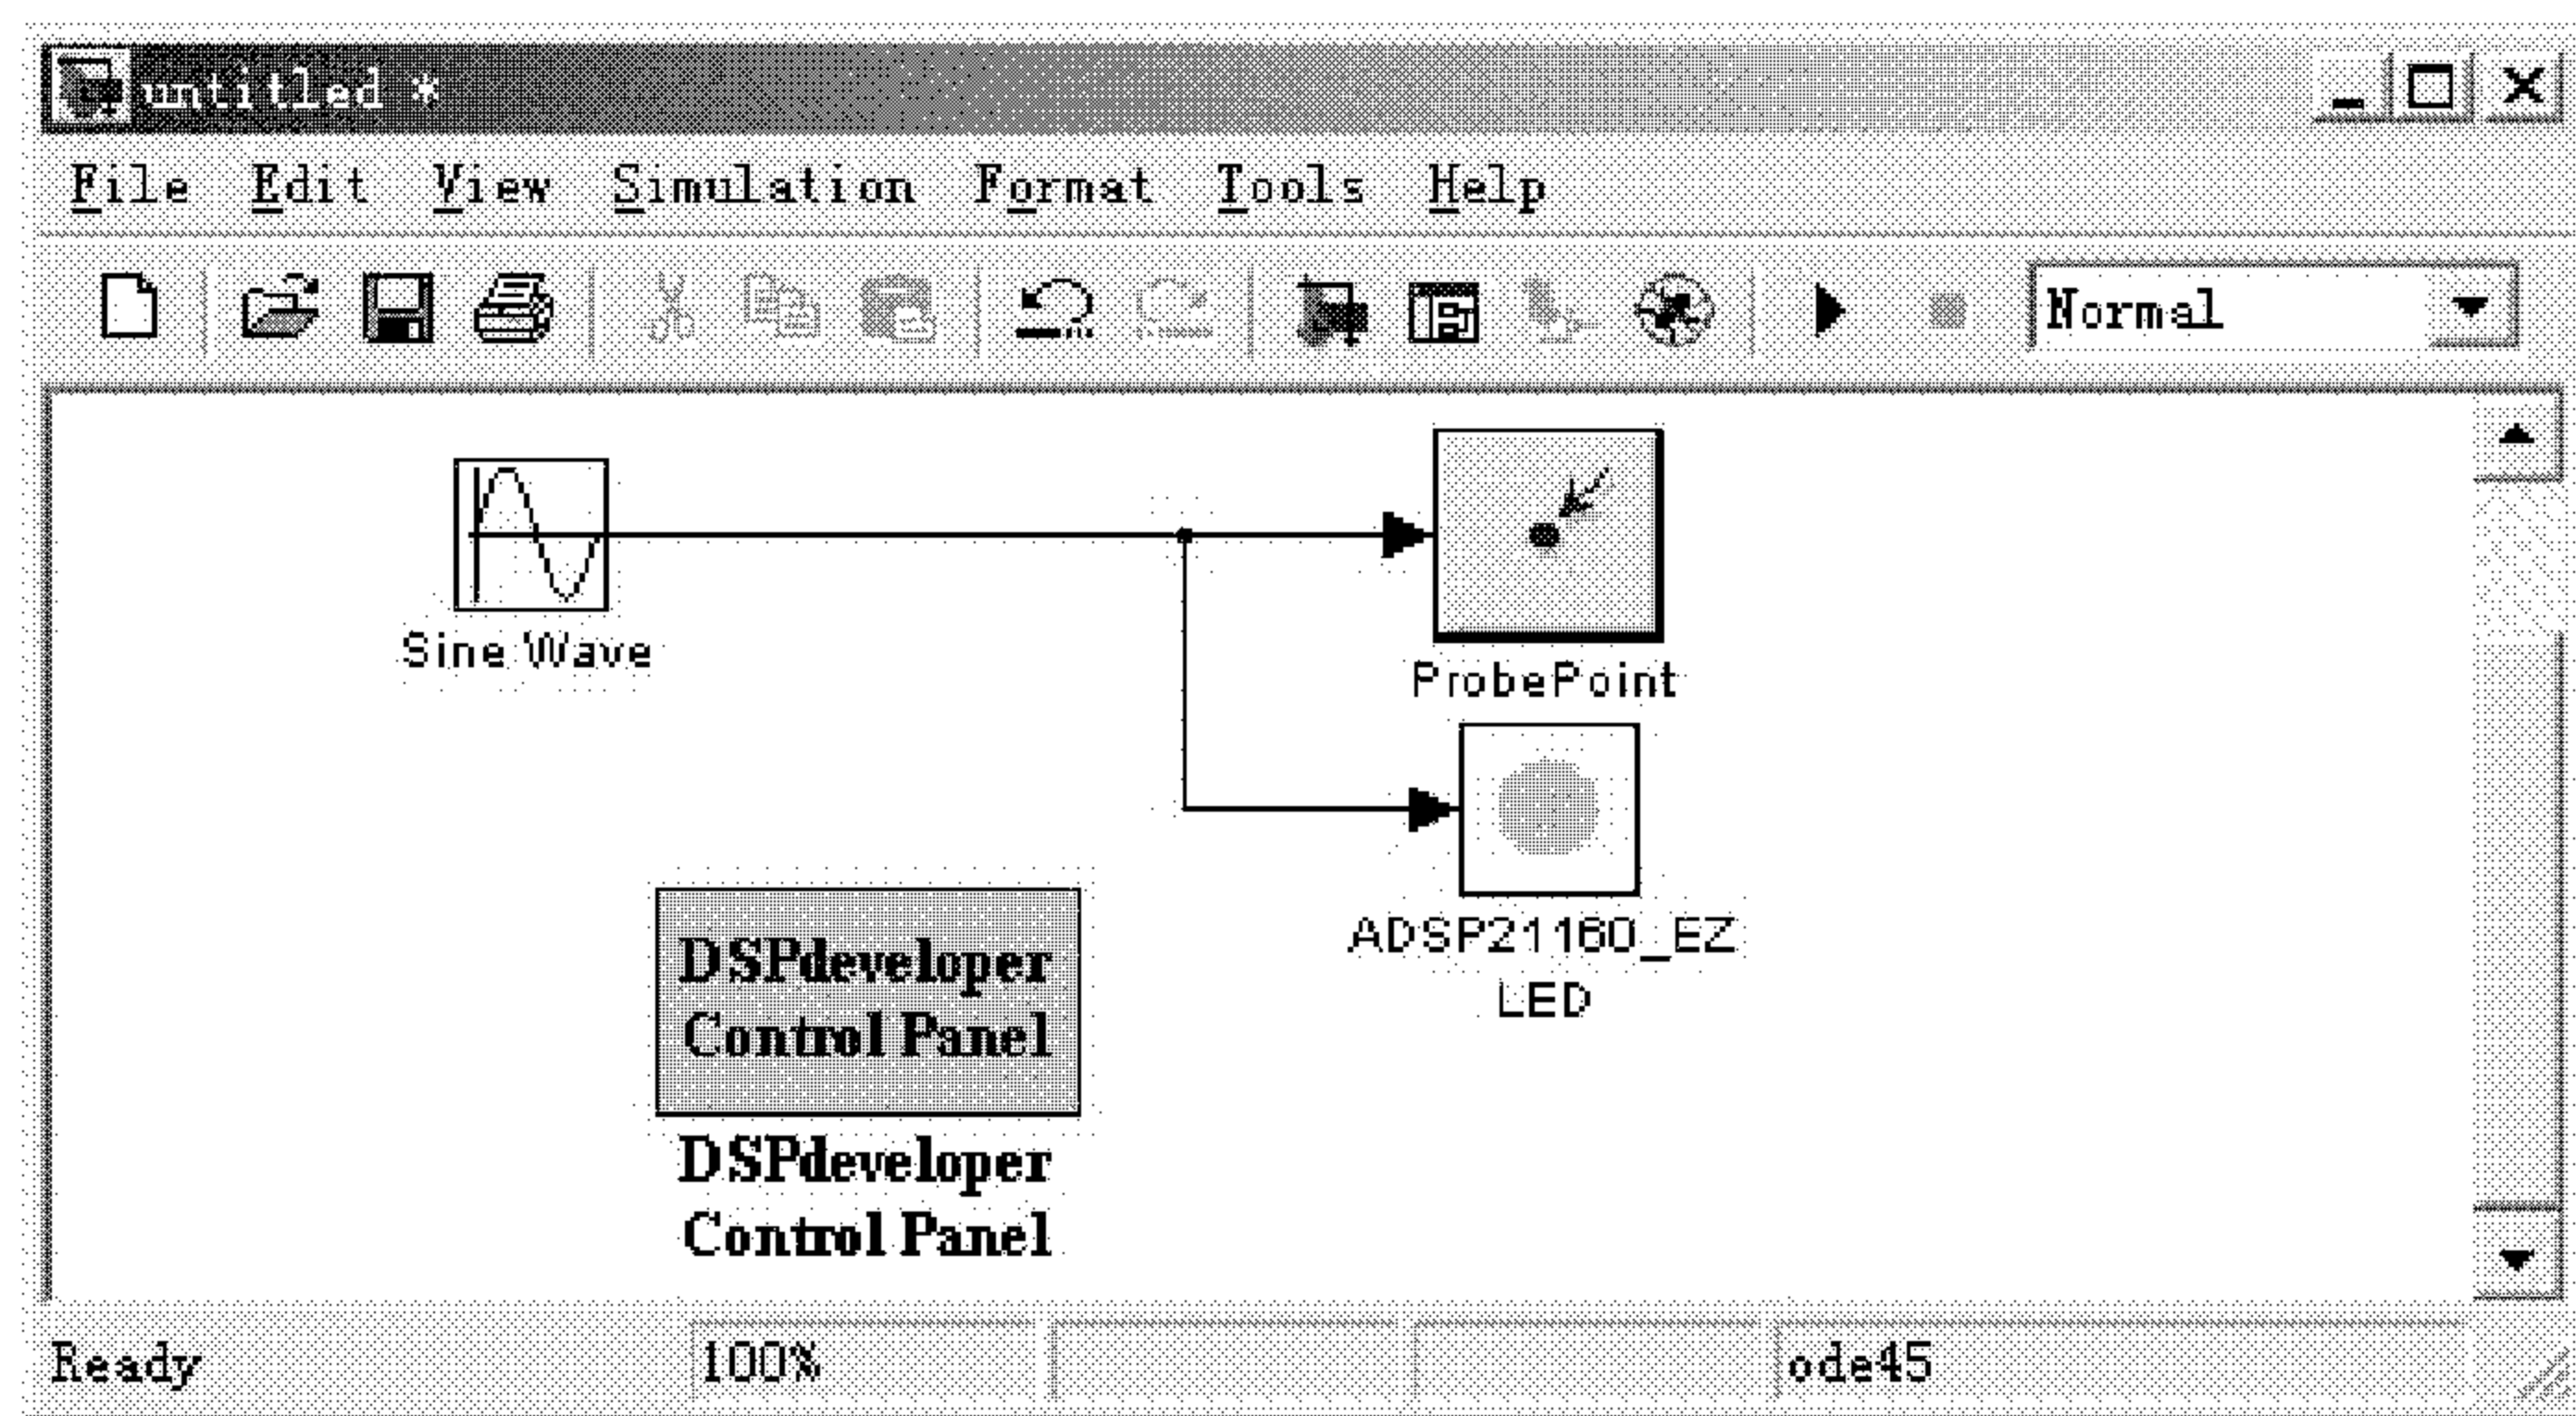 untitled *
File Edit View Simulation Format Tools Help
Normal
Sine Wave
ProbePoint
ADSP21160_EZ
LED
DSPdeveloper
Control Panel
DSPdeveloper
Control Panel
Ready 100% ode45